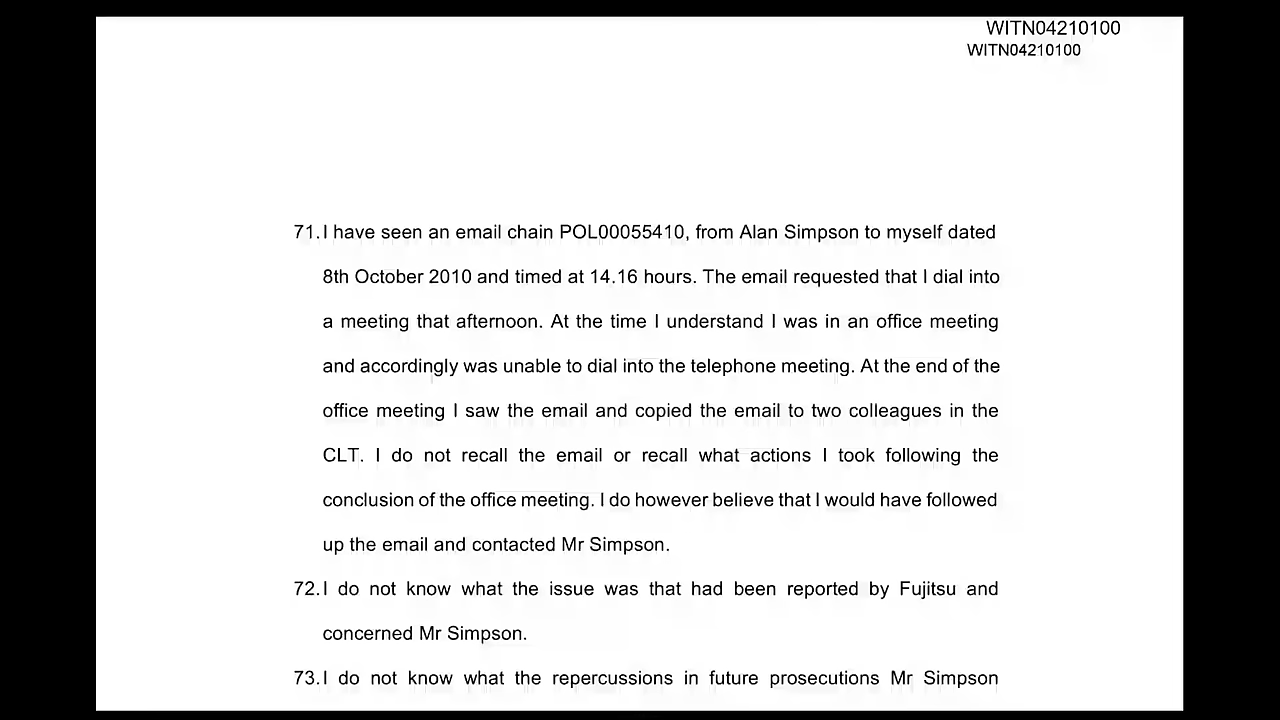 WITN04210100
WITN04210100
71. I have seen an email chain POL00055410, from Alan Simpson to myself dated
8th October 2010 and timed at 14.16 hours. The email requested that I dial into
a meeting that afternoon. At the time I understand I was in an office meeting
and accordingly was unable to dial into the telephone meeting. At the end of the
office meeting I saw the email and copied the email to two colleagues in the
CLT. I do not recall the email or recall what actions I took following the
conclusion of the office meeting. I do however believe that I would have followed
up the email and contacted Mr Simpson.
72. I do not know what the issue was that had been reported by Fujitsu and
concerned Mr Simpson.
73. I do not know what the repercussions in future prosecutions Mr Simpson